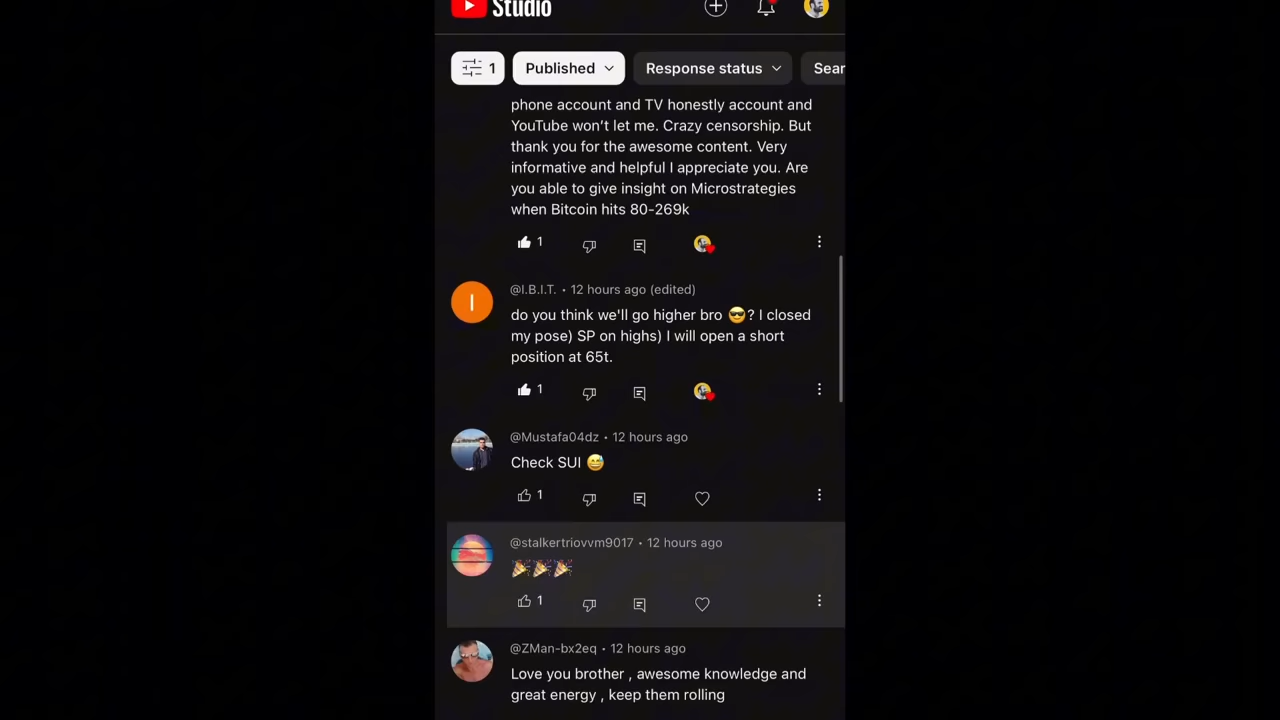 Studio
1 Published Response status Sear
phone account and TV honestly account and
YouTube won't let me. Crazy censorship. But
thank you for the awesome content. Very
informative and helpful I appreciate you. Are
you able to give insight on Microstrategies
when Bitcoin hits 80-269k
1
@I.B.I.T. • 12 hours ago (edited)
do you think we'll go higher bro 😎? I closed
my pose) SP on highs) I will open a short
position at 65t.
1
@Mustafa04dz • 12 hours ago
Check SUI 😅
1
@stalkertriovvm9017 • 12 hours ago
🎉🎉🎉
1
@ZMan-bx2eq • 12 hours ago
Love you brother , awesome knowledge and
great energy , keep them rolling